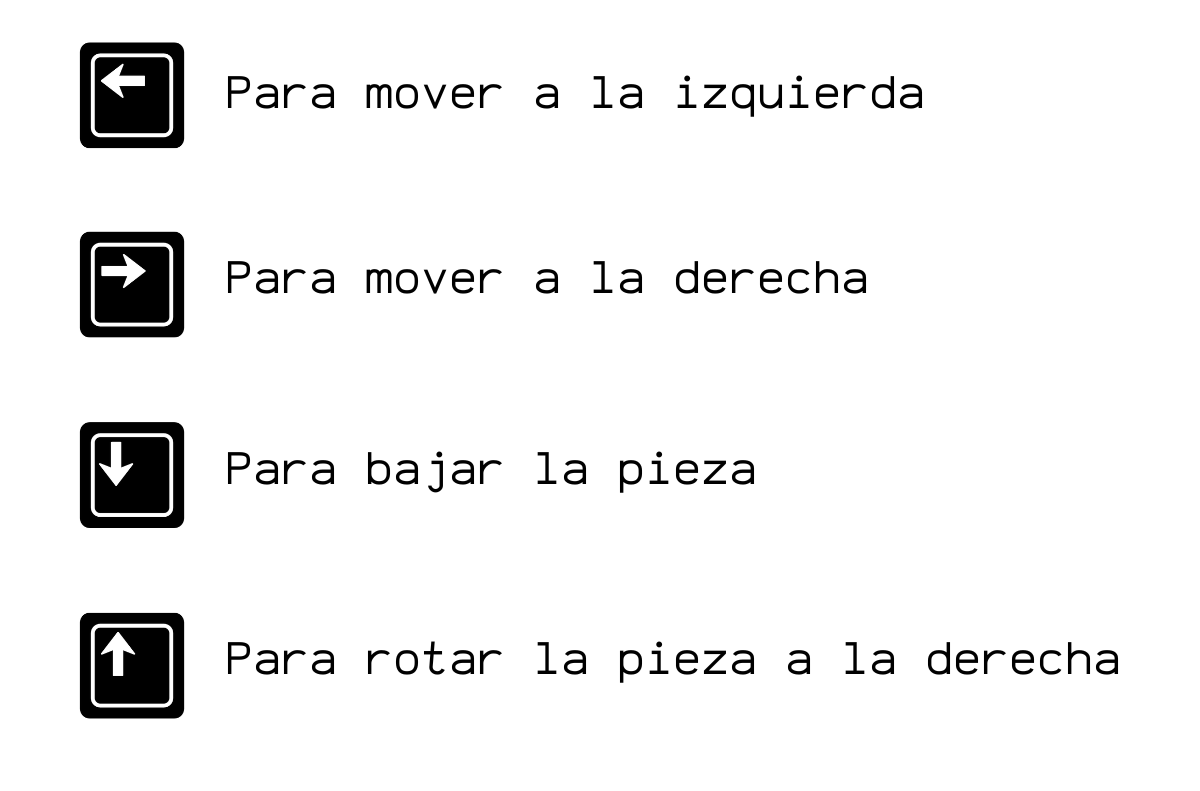 Para mover a la izquierda
Para mover a la derecha
Para bajar la pieza
Para rotar la pieza a la derecha